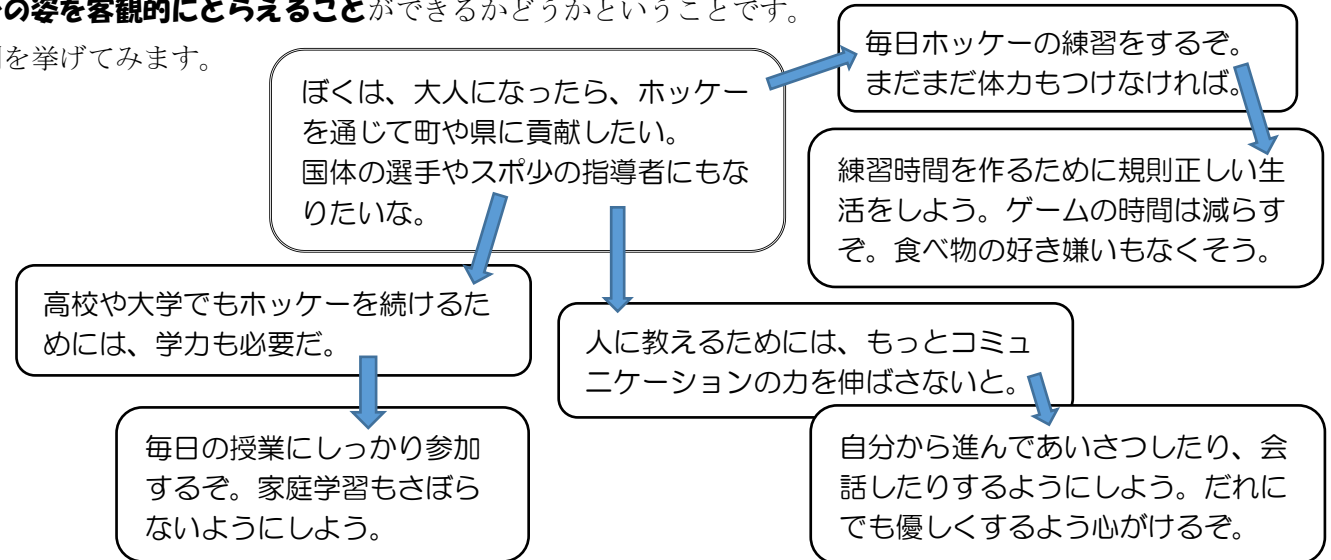 の姿を客観的にとらえることができるかどうかということです。
を挙げてみます。
ぼくは、大人になったら、ホッケー
を通じて町や県に貢献したい。
国体の選手やスポ少の指導者にもな
りたいな。
毎日ホッケーの練習をするぞ。
まだまだ体力もつけなければ。
練習時間を作るために規則正しい生
活をしよう。ゲームの時間は減らす
ぞ。食べ物の好き嫌いもなくそう。
高校や大学でもホッケーを続けるた
めには、学力も必要だ。
人に教えるためには、もっとコミュ
ニケーションの力を伸ばさないと。
毎日の授業にしっかり参加
するぞ。家庭学習もさぼら
ないようにしよう。
自分から進んであいさつしたり、会
話したりするようにしよう。だれに
でも優しくするよう心がけるぞ。